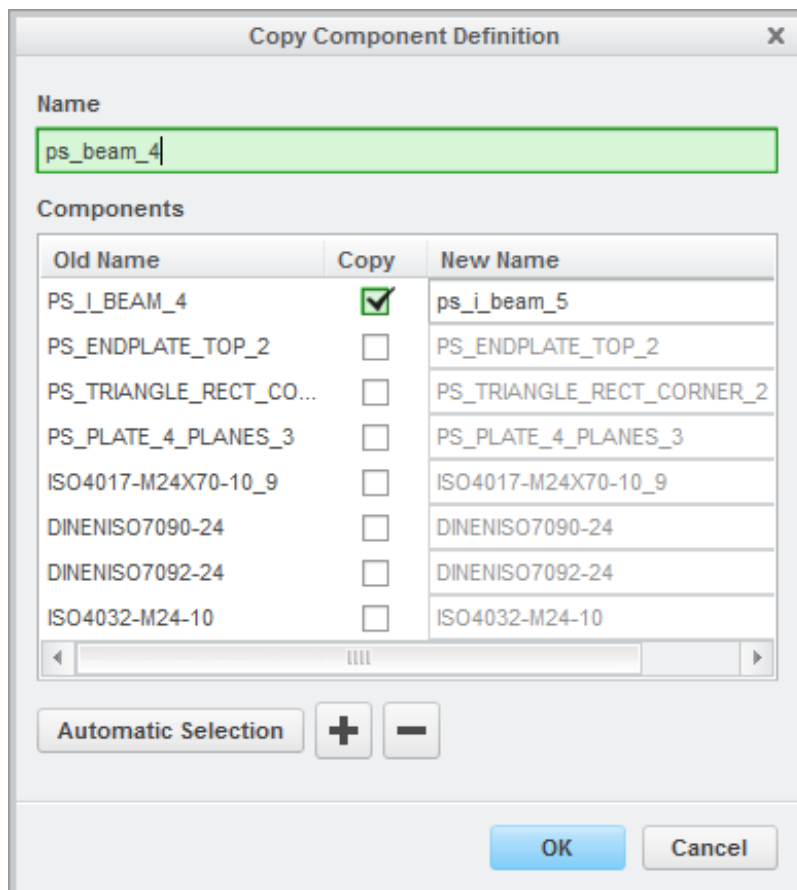 Copy Component Definition
Name
ps_beam_4
Components
Old Name Copy New Name
PS_I_BEAM_4 ps_i_beam_5
PS_ENDPLATE_TOP_2 PS_ENDPLATE_TOP_2
PS_TRIANGLE_RECT_CO... PS_TRIANGLE_RECT_CORNER_2
PS_PLATE_4_PLANES_3 PS_PLATE_4_PLANES_3
ISO4017-M24X70-10_9 ISO4017-M24X70-10_9
DINENISO7090-24 DINENISO7090-24
DINENISO7092-24 DINENISO7092-24
ISO4032-M24-10 ISO4032-M24-10
Automatic Selection
OK Cancel